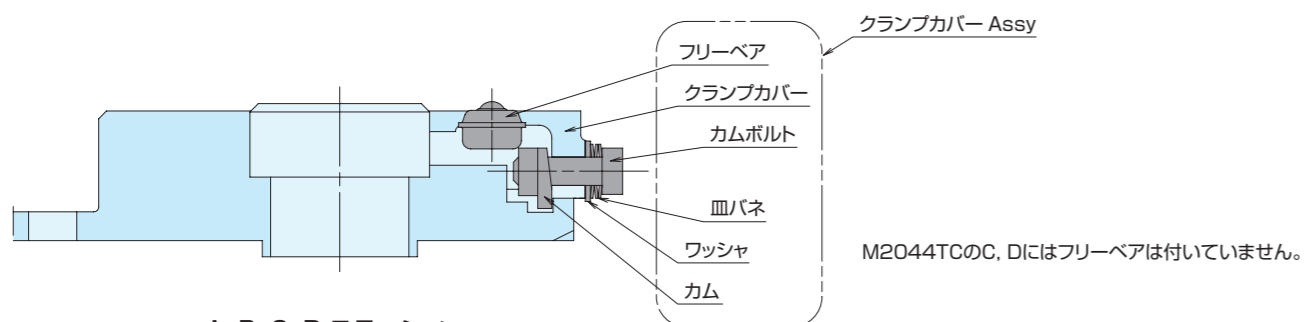 クランプカバー Assy
フリーベア
クランプカバー
カムボルト
皿バネ
ワッシャ
カム
M2044TCのC, Dにはフリーベアは付いていません。